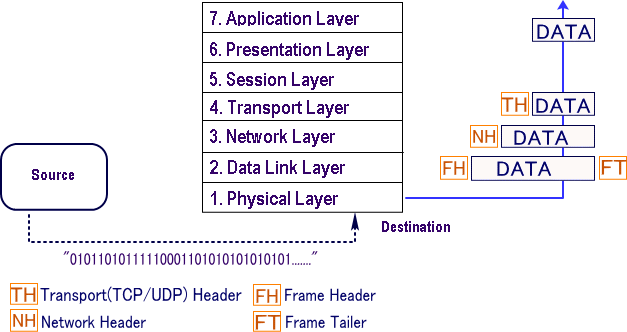 7. Application Layer
6. Presentation Layer
5. Session Layer
4. Transport Layer
3. Network Layer
2. Data Link Layer
1. Physical Layer
DATA
TH DATA
NH DATA
FH DATA FT
Source
Destination
"0101101011111000110101010101010101......."
TH Transport(TCP/UDP) Header
FH Frame Header
NH Network Header
FT Frame Tailer